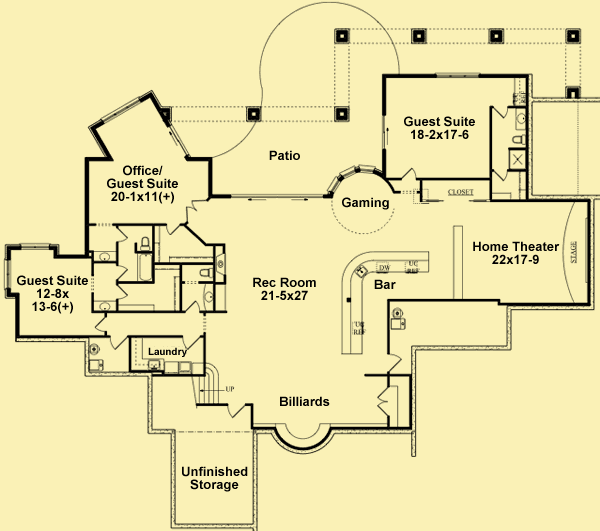 Guest Suite
18-2x17-6
UC
REF
Patio
Office/
Guest Suite
20-1x11(+)
Gaming
CLOSET
Home Theater
22x17-9
STAGE
Guest Suite
12-8x
13-6(+)
Rec Room
21-5x27
DW
UC
REF
Bar
UC
REF
Laundry
UP
Billiards
Unfinished
Storage